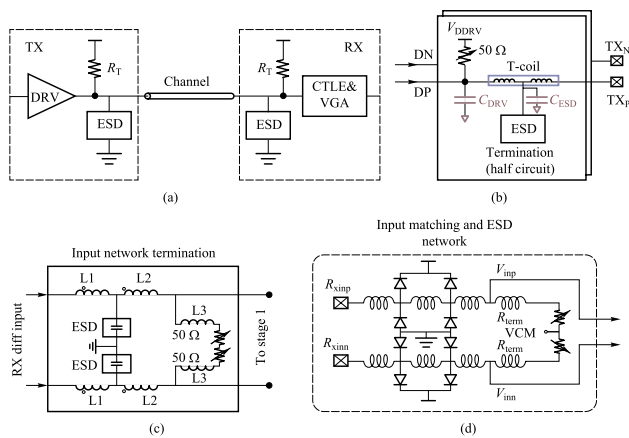 TX
R_T
DRV
ESD
Channel
RX
R_T
ESD
CTLE&
VGA
(a)
V_DDRV
50 Ω
T-coil
DN
DP
C_DRV
C_ESD
ESD
Termination
(half circuit)
TX_N
TX_P
(b)
Input network termination
L1
L2
L3
ESD
50 Ω
50 Ω
ESD
L3
L1
L2
RX diff input
To stage 1
(c)
Input matching and ESD
network
R_xinp
V_inp
R_term
VCM
R_xinn
R_term
V_inn
(d)